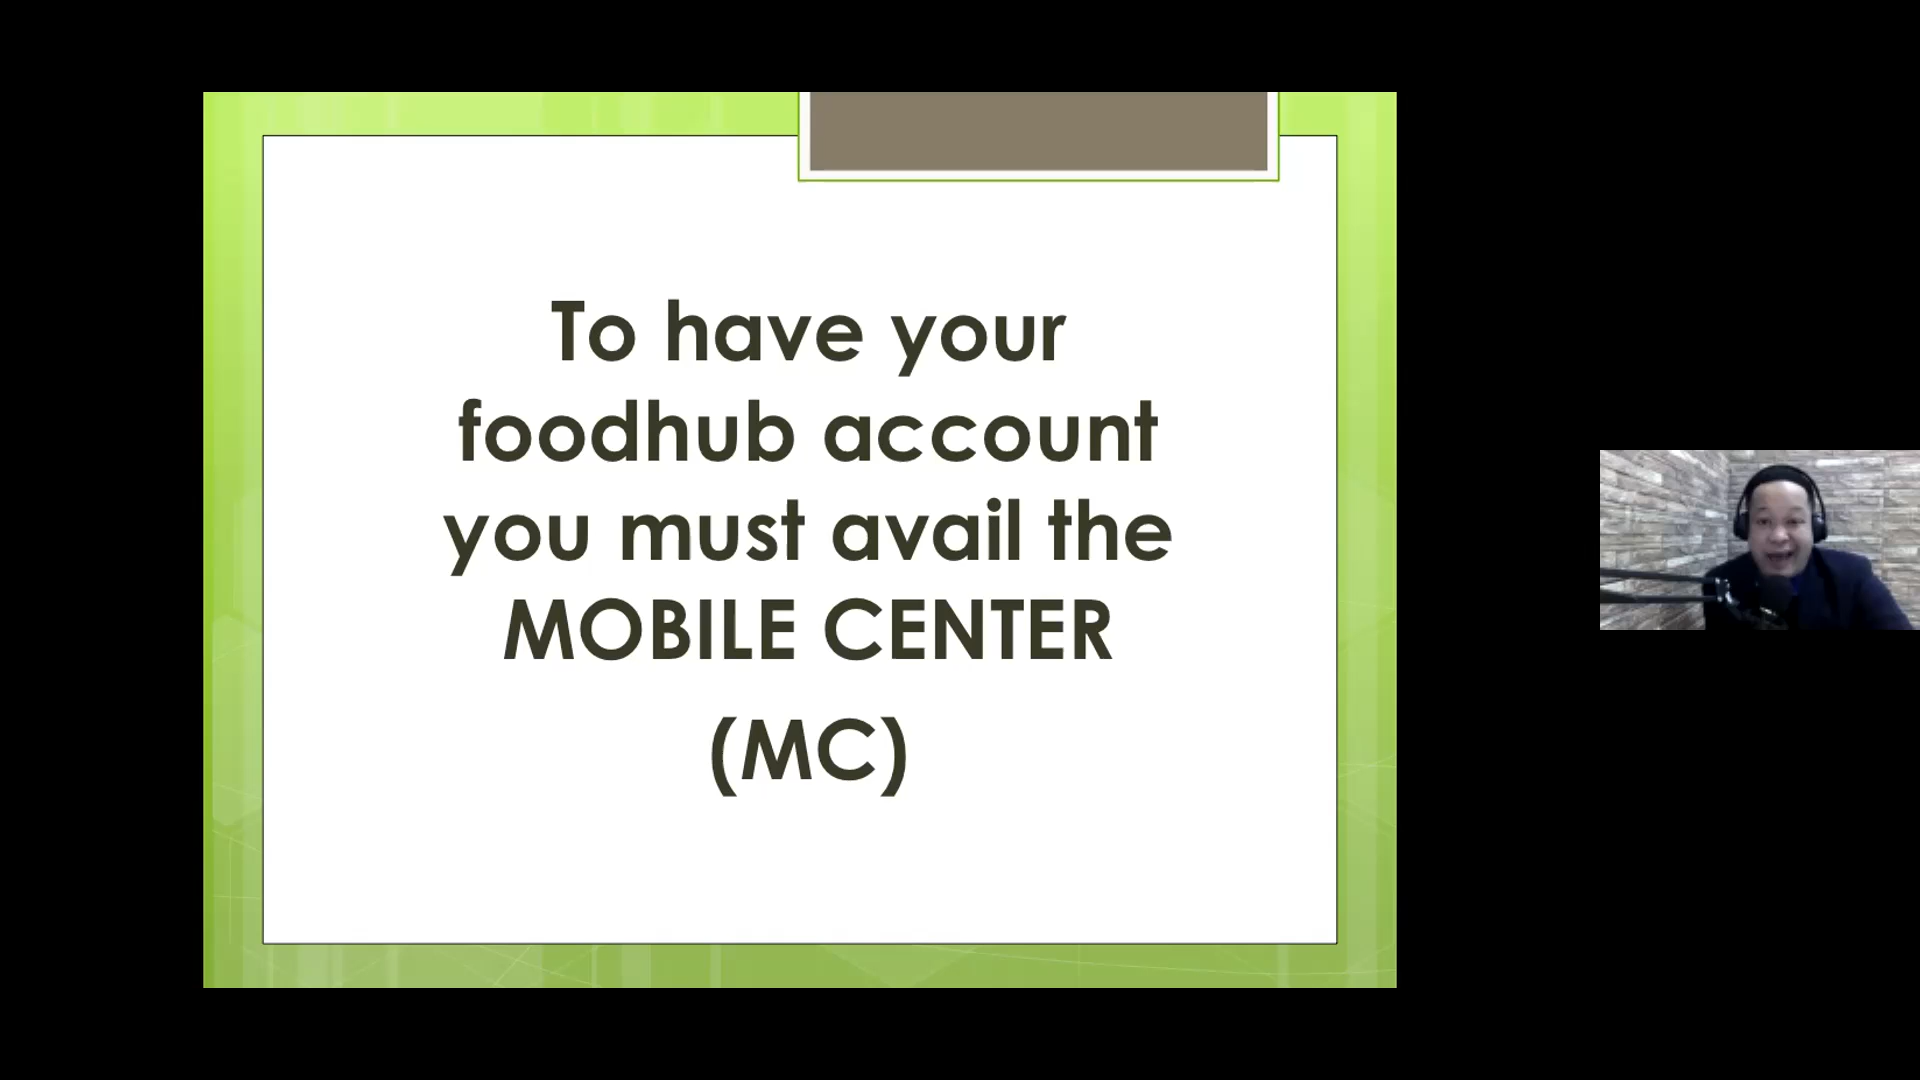 To have your
foodhub account
you must avail the
MOBILE CENTER
(MC)